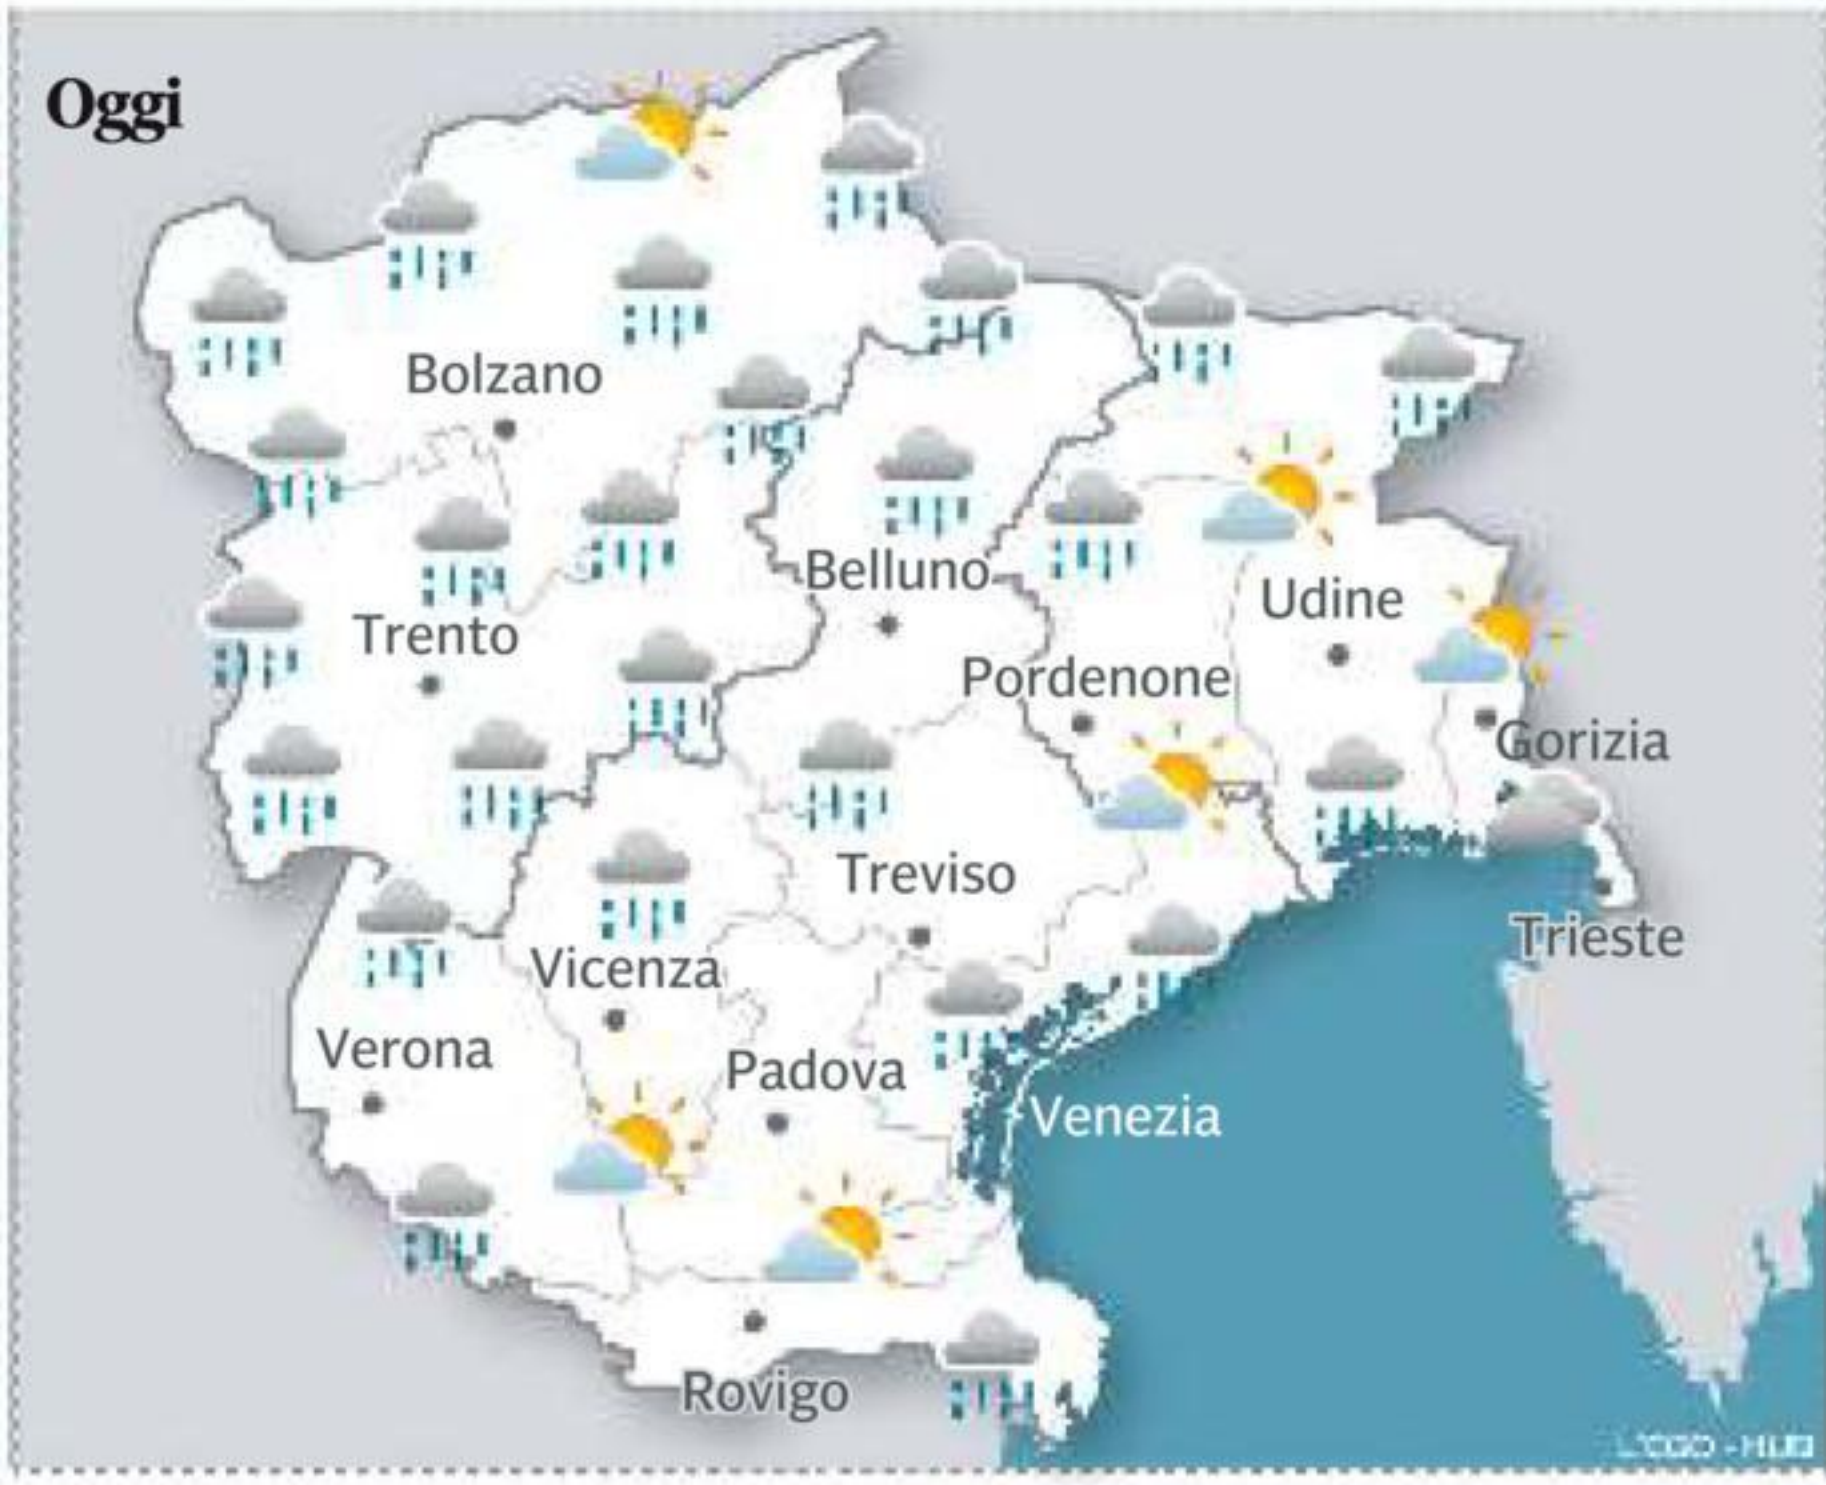 Oggi
Bolzano
Belluno
Udine
Trento
Pordenone
Gorizia
Treviso
Trieste
Vicenza
Verona
Padova
Venezia
Rovigo